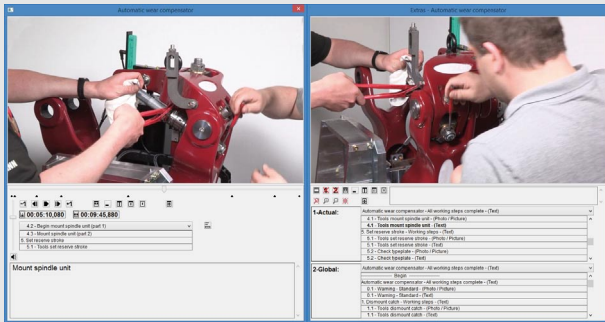 Automatic wear compensator
00:05:10,080
00:09:45,880
4.2 - Begin mount spindle unit (part 1)
4.3 - Mount spindle unit (part 2)
5. Set reserve stroke
5.1 - Tools set reserve stroke
Mount spindle unit
Extras - Automatic wear compensator
1-Actual:
Automatic wear compensator - All working steps complete - (Text)
4.1 - Tools mount spindle unit - (Photo / Picture)
4.1 - Tools mount spindle unit - (Text)
5. Set reserve stroke - Working steps - (Text)
5.1 - Tools set reserve stroke - (Photo / Picture)
5.1 - Tools set reserve stroke - (Text)
5.2 - Check typeplate - (Photo / Picture)
5.2 - Check typeplate - (Text)
2-Global:
Automatic wear compensator - All working steps complete - (Text)
---------- Begin ----------
Automatic wear compensator - All working steps complete - (Text)
0.1 - Warning - Standard - (Photo / Picture)
0.1 - Warning - Standard - (Text)
1. Dismount catch - Working steps - (Text)
1.1 - Tools dismount catch - (Photo / Picture)
1.1 - Tools dismount catch - (Text)